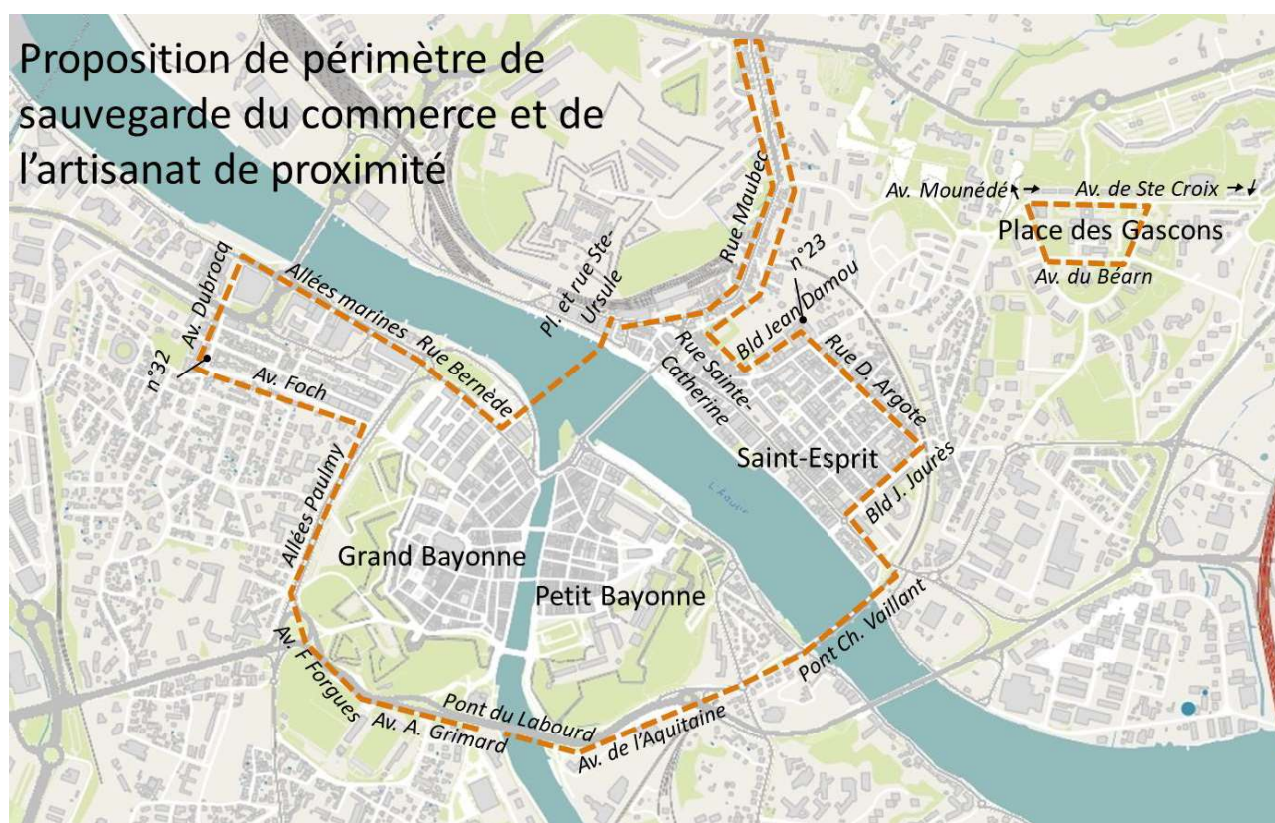 Proposition de périmètre de
sauvegarde du commerce et de
l'artisanat de proximité
Av. Mounédé
Av. de Ste Croix
Place des Gascons
Av. du Béarn
Rue Maubec
n°23
Bld Jean Damou
Rue D. Argote
Pl. et rue Ste-
Ursule
Av. Dubrocq
Allées marines
Rue Bernède
n°32
Av. Foch
Rue Sainte-
Catherine
Saint-Esprit
Bld J. Jaurès
L'Adour
Allées Paulmy
Grand Bayonne
Petit Bayonne
Pont Ch. Vaillant
Av. F Forgues
Pont du Labourd
Av. A. Grimard
Av. de l'Aquitaine